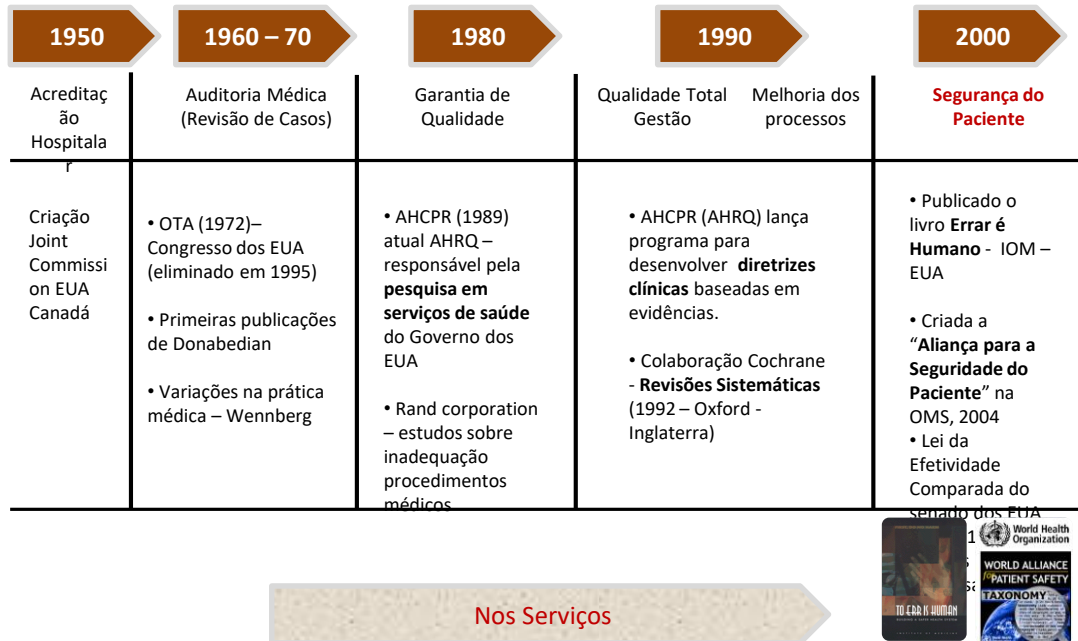 1950
1960 – 70
1980
1990
2000
Acreditaç
ão
Hospitala
r
Auditoria Médica
(Revisão de Casos)
Garantia de
Qualidade
Qualidade Total
Gestão
Melhoria dos
processos
Segurança do
Paciente
Criação
Joint
Commissi
on EUA
Canadá
• OTA (1972)–
Congresso dos EUA
(eliminado em 1995)
• Primeiras publicações
de Donabedian
• Variações na prática
médica – Wennberg
• AHCPR (1989)
atual AHRQ –
responsável pela
pesquisa em
serviços de saúde
do Governo dos
EUA
• Rand corporation
– estudos sobre
inadequação
procedimentos
médicos
• AHCPR (AHRQ) lança
programa para
desenvolver diretrizes
clínicas baseadas em
evidências.
• Colaboração Cochrane
- Revisões Sistemáticas
(1992 – Oxford -
Inglaterra)
• Publicado o
livro Errar é
Humano - IOM –
EUA
• Criada a
“Aliança para a
Seguridade do
Paciente” na
OMS, 2004
• Lei da
Efetividade
Comparada do
senado dos EUA
TO ERR IS HUMAN
World Health
Organization
WORLD ALLIANCE
for PATIENT SAFETY
TAXONOMY
Nos Serviços